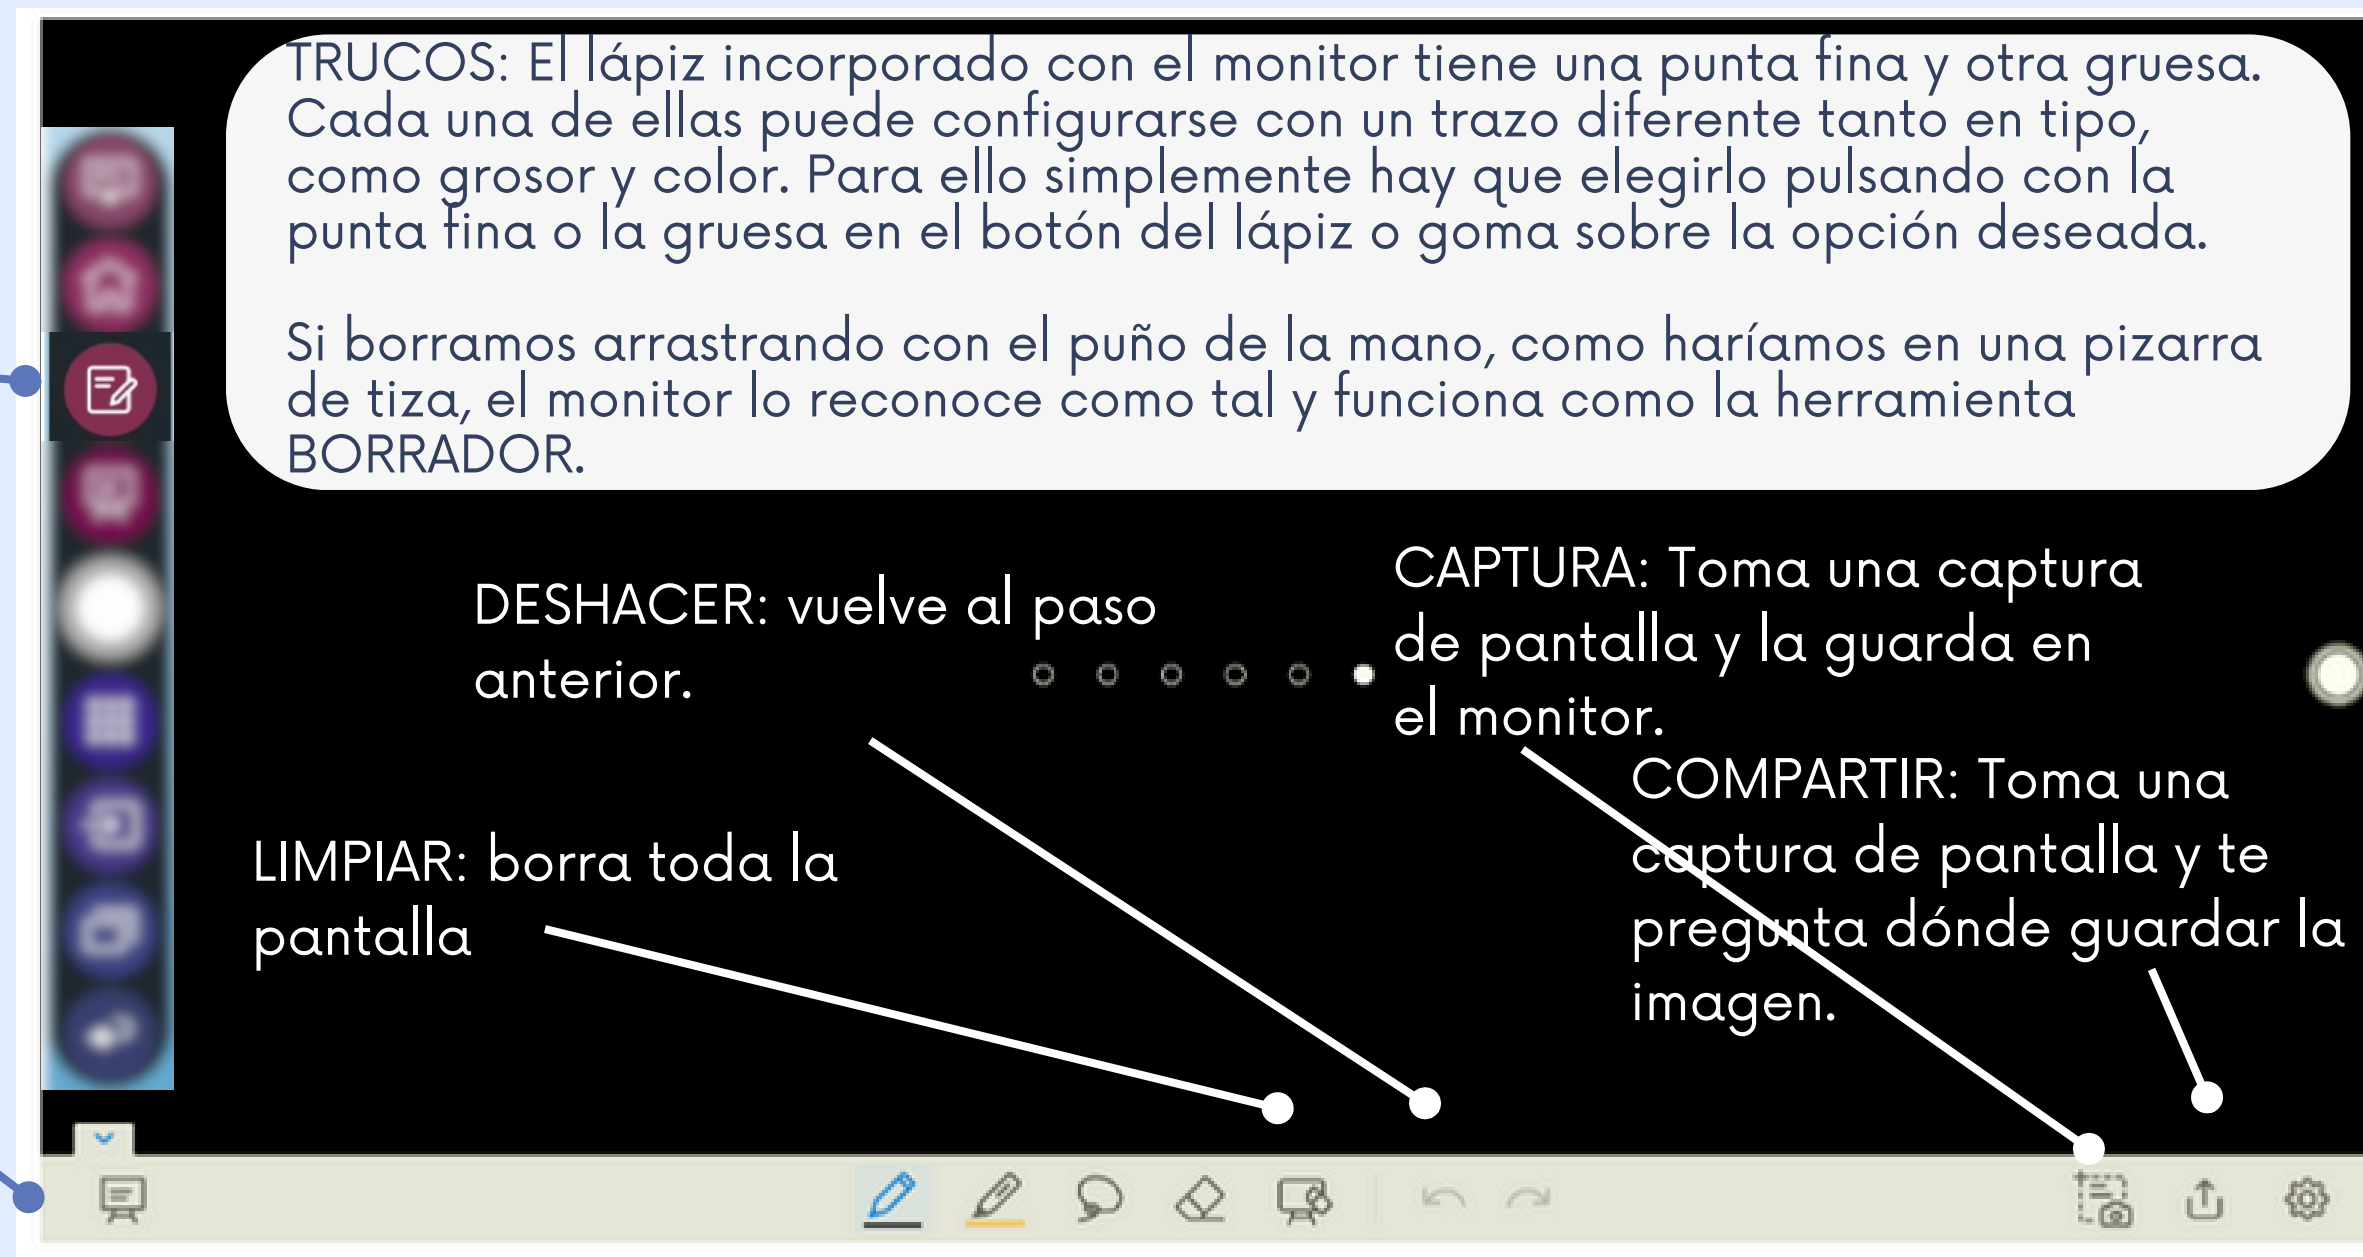 TRUCOS: El lápiz incorporado con el monitor tiene una punta fina y otra gruesa.
Cada una de ellas puede configurarse con un trazo diferente tanto en tipo,
como grosor y color. Para ello simplemente hay que elegirlo pulsando con la
punta fina o la gruesa en el botón del lápiz o goma sobre la opción deseada.
Si borramos arrastrando con el puño de la mano, como haríamos en una pizarra
de tiza, el monitor lo reconoce como tal y funciona como la herramienta
BORRADOR.
DESHACER: vuelve al paso
anterior.
CAPTURA: Toma una captura
de pantalla y la guarda en
el monitor.
COMPARTIR: Toma una
captura de pantalla y te
pregunta dónde guardar la
imagen.
LIMPIAR: borra toda la
pantalla